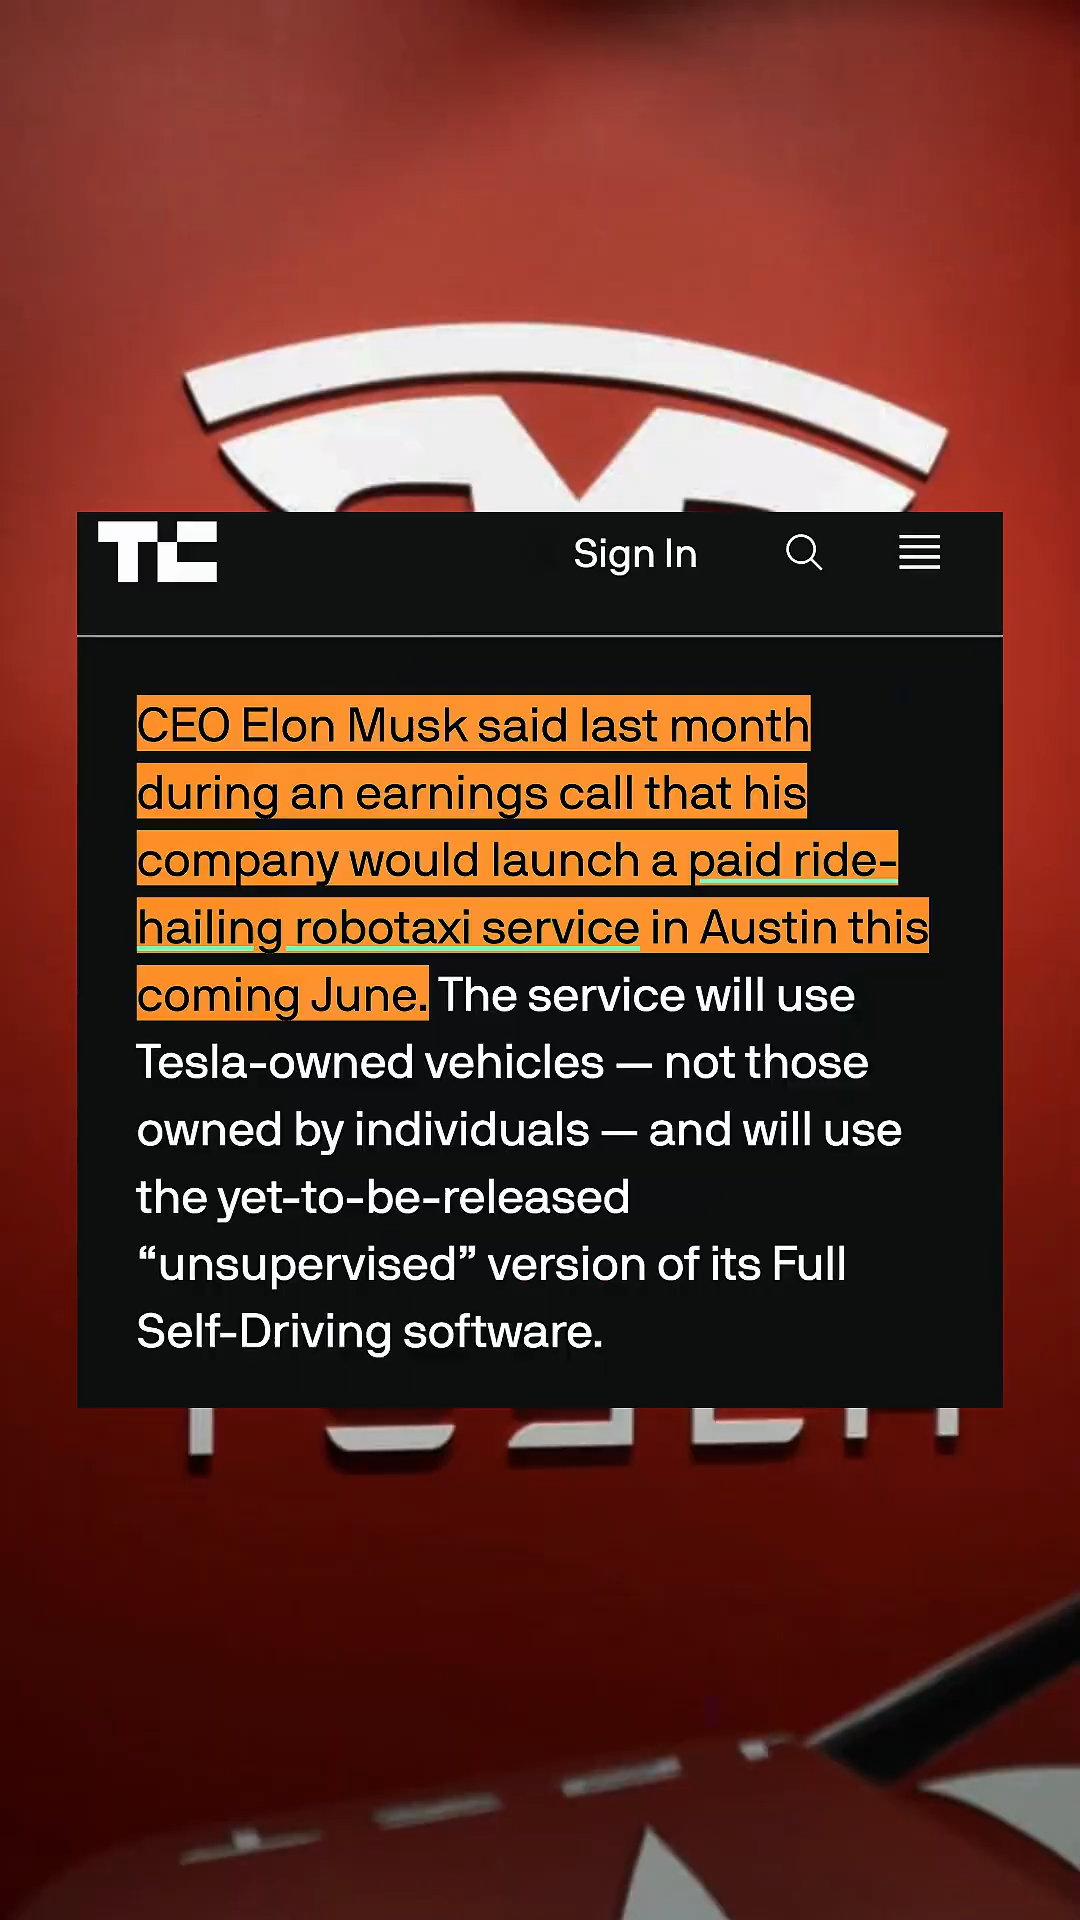 TC
Sign In
CEO Elon Musk said last month
during an earnings call that his
company would launch a paid ride-
hailing robotaxi service in Austin this
coming June. The service will use
Tesla-owned vehicles — not those
owned by individuals — and will use
the yet-to-be-released
“unsupervised” version of its Full
Self-Driving software.